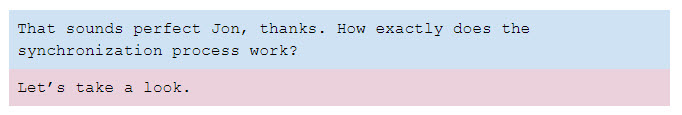 That sounds perfect Jon, thanks. How exactly does the
synchronization process work?
Let’s take a look.